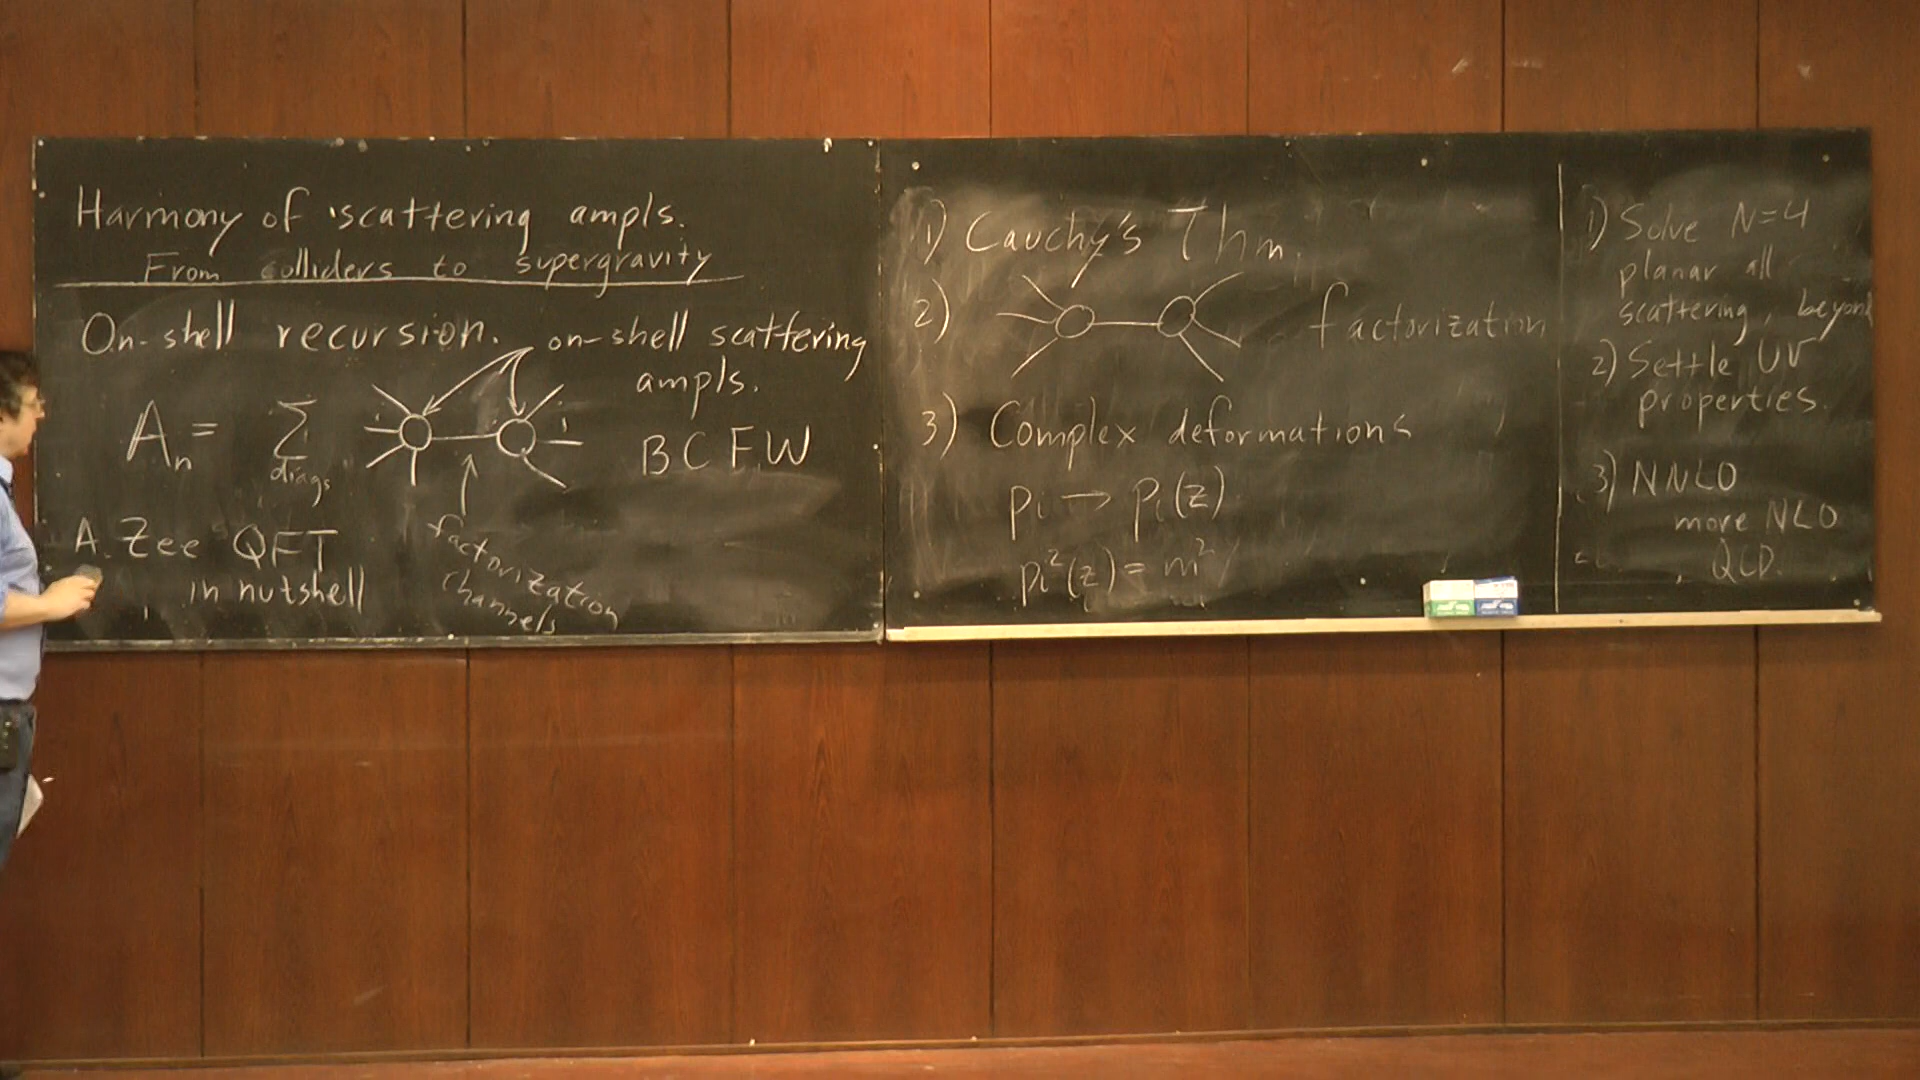 Harmony of scattering ampls.
From colliders to supergravity
On-shell recursion.
on-shell scattering
ampls.
Aₙ = Σ
diags
BCFW
factorization
channels
A. Zee QFT
in nutshell
1) Cauchy's Thm.
2) factorization
3) Complex deformations
pᵢ → pᵢ(z)
pᵢ²(z) = m²
1) Solve N=4
planar all
scattering, beyond
2) Settle UV
properties.
3) NNLO
more NLO
QCD.